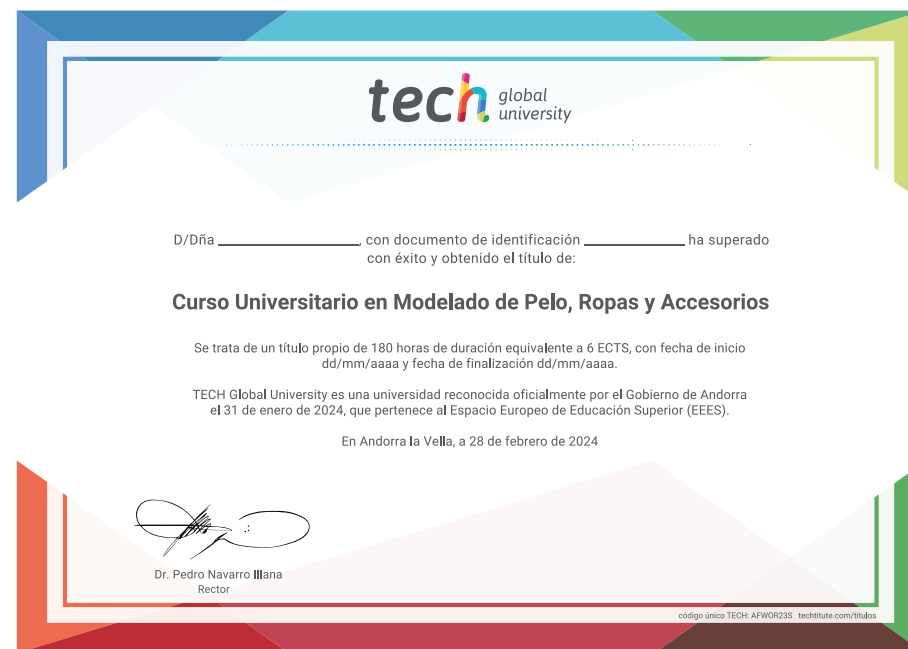 tech global university
D/Dña ____________________, con documento de identificación ______________ ha superado
con éxito y obtenido el título de:
Curso Universitario en Modelado de Pelo, Ropas y Accesorios
Se trata de un título propio de 180 horas de duración equivalente a 6 ECTS, con fecha de inicio
dd/mm/aaaa y fecha de finalización dd/mm/aaaa.
TECH Global University es una universidad reconocida oficialmente por el Gobierno de Andorra
el 31 de enero de 2024, que pertenece al Espacio Europeo de Educación Superior (EEES).
En Andorra la Vella, a 28 de febrero de 2024
Dr. Pedro Navarro Illana
Rector
código único TECH: AFWOR23S techtitute.com/titulos